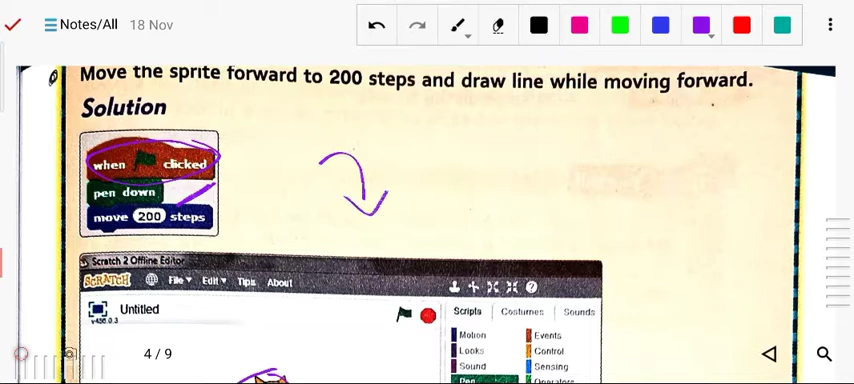 Notes/All 18 Nov
Move the sprite forward to 200 steps and draw line while moving forward.
Solution
when clicked
pen down
move 200 steps
Scratch 2 Offline Editor
SCRATCH File Edit Tips About
Untitled
v456.0.3
Scripts Costumes Sounds
Motion Events
Looks Control
Sound Sensing
Pen Operators
4 / 9